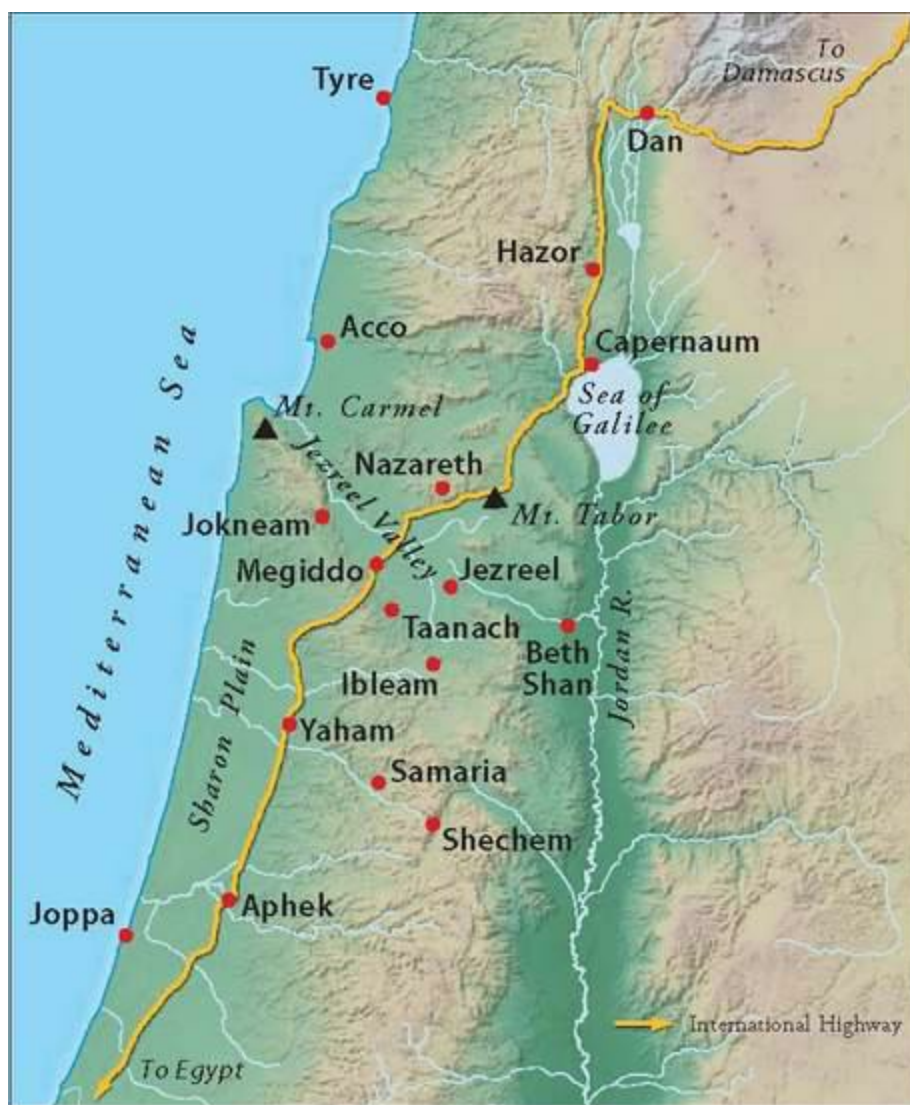 To
Damascus
Tyre
Dan
Hazor
Acco
Capernaum
Sea of
Galilee
Mt. Carmel
Mediterranean Sea
Jezreel Valley
Nazareth
Mt. Tabor
Jokneam
Megiddo
Jezreel
Taanach
Beth
Shan
Jordan R.
Ibleam
Sharon Plain
Yaham
Samaria
Shechem
Aphek
Joppa
International Highway
To Egypt